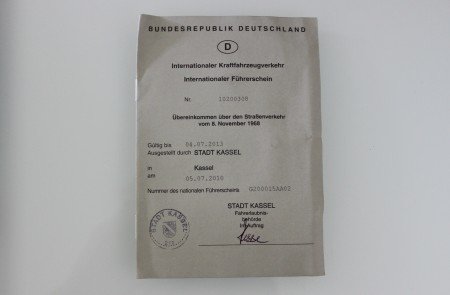 BUNDESREPUBLIK DEUTSCHLAND
D
Internationaler Kraftfahrzeugverkehr
Internationaler Führerschein
Nr. 10200308
Übereinkommen über den Straßenverkehr
vom 8. November 1968
Gültig bis 04.07.2013
Ausgestellt durch STADT KASSEL
in Kassel
am 05.07.2010
Nummer des nationalen Führerscheins G200015AA02
STADT KASSEL
Fahrerlaubnis-
behörde
Im Auftrag
STADT KASSEL